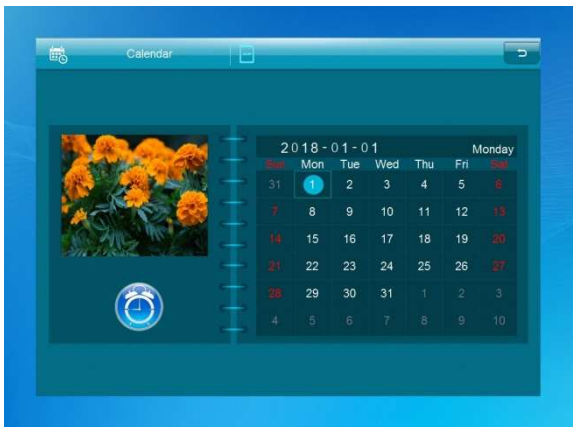 Calendar
2018-01-01 Monday
Sun Mon Tue Wed Thu Fri Sat
31 1 2 3 4 5 6
7 8 9 10 11 12 13
14 15 16 17 18 19 20
21 22 23 24 25 26 27
28 29 30 31 1 2 3
4 5 6 7 8 9 10